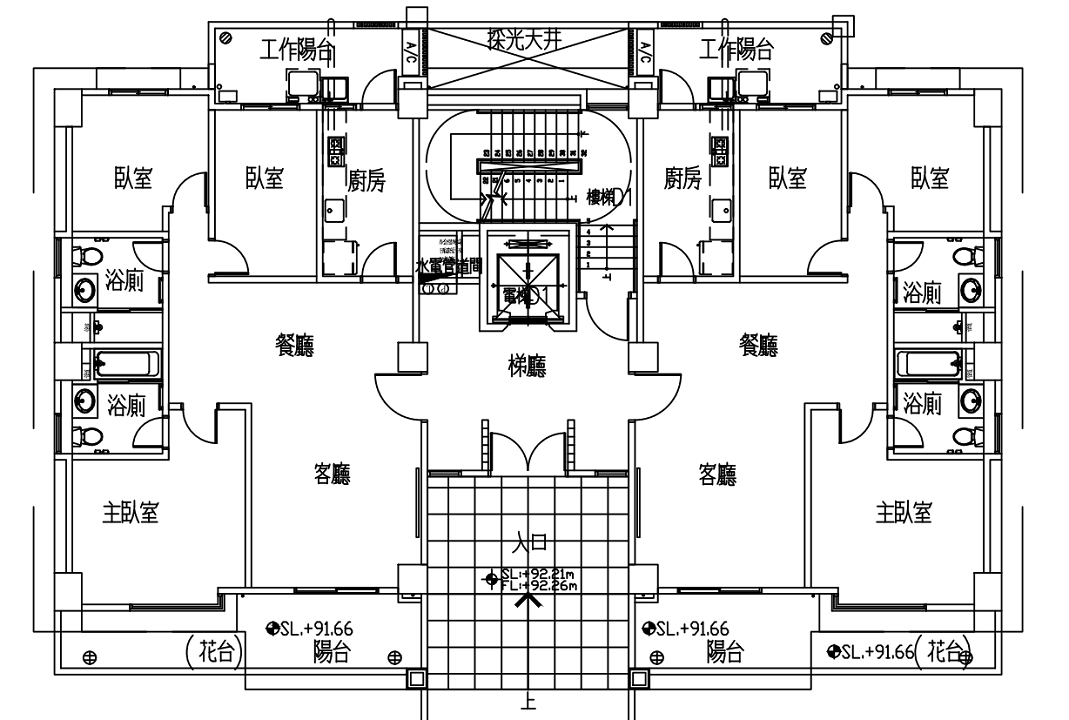 工作陽台
A/C
採光天井
A/C
工作陽台
臥室
臥室
廚房
樓梯D1
廚房
臥室
臥室
水電管道間
電梯D1
浴廁
浴廁
餐廳
梯廳
餐廳
浴廁
浴廁
客廳
客廳
主臥室
入口
主臥室
SL:+92.21m
FL:+92.26m
SL.+91.66
SL.+91.66
(花台)
陽台
陽台
SL.+91.66(花台)
上